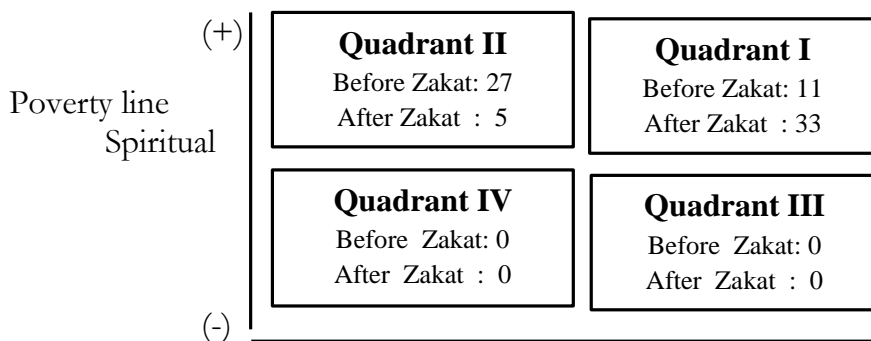 (+)
Quadrant II
Before Zakat: 27
After Zakat : 5
Quadrant I
Before Zakat: 11
After Zakat : 33
Poverty line
Spiritual
Quadrant IV
Before Zakat: 0
After Zakat : 0
Quadrant III
Before Zakat: 0
After Zakat : 0
(-)